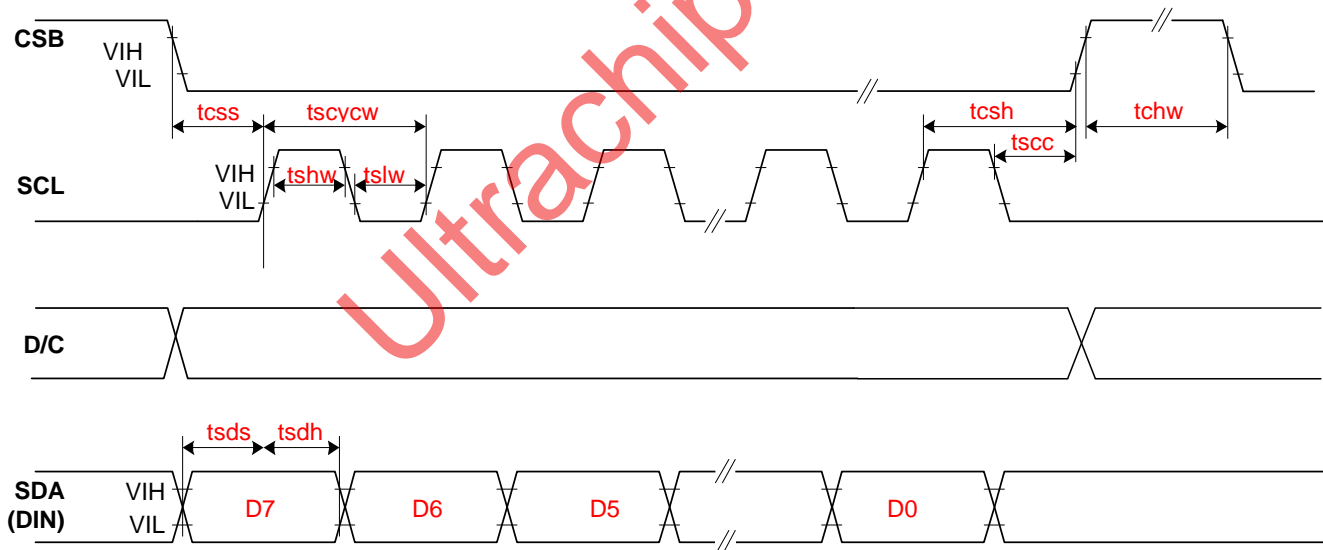 CSB
VIH
VIL
tcss
tscycw
tcsh
tchw
tscc
SCL
VIH
VIL
tshw
tslw
D/C
tsds
tsdh
SDA
(DIN)
VIH
VIL
D7
D6
D5
D0
Ultrachip